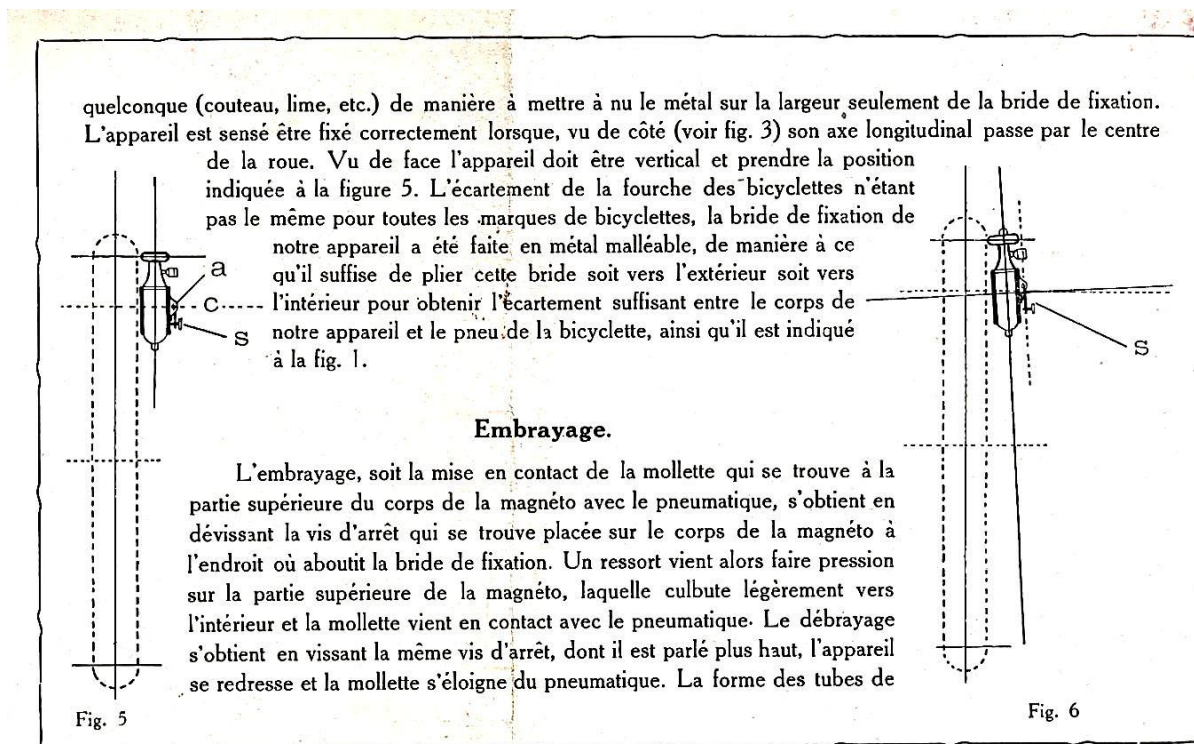 quelconque (couteau, lime, etc.) de manière à mettre à nu le métal sur la largeur seulement de la bride de fixation.
L'appareil est sensé être fixé correctement lorsque, vu de côté (voir fig. 3) son axe longitudinal passe par le centre
de la roue. Vu de face l'appareil doit être vertical et prendre la position
indiquée à la figure 5. L'écartement de la fourche des bicyclettes n'étant
pas le même pour toutes les marques de bicyclettes, la bride de fixation de
notre appareil a été faite en métal malléable, de manière à ce
qu'il suffise de plier cette bride soit vers l'extérieur soit vers
l'intérieur pour obtenir l'écartement suffisant entre le corps de
notre appareil et le pneu de la bicyclette, ainsi qu'il est indiqué
à la fig. 1.
a
C
S
S
Embrayage.
L'embrayage, soit la mise en contact de la mollette qui se trouve à la
partie supérieure du corps de la magnéto avec le pneumatique, s'obtient en
dévissant la vis d'arrêt qui se trouve placée sur le corps de la magnéto à
l'endroit où aboutit la bride de fixation. Un ressort vient alors faire pression
sur la partie supérieure de la magnéto, laquelle culbute légèrement vers
l'intérieur et la mollette vient en contact avec le pneumatique. Le débrayage
s'obtient en vissant la même vis d'arrêt, dont il est parlé plus haut, l'appareil
se redresse et la mollette s'éloigne du pneumatique. La forme des tubes de
Fig. 5
Fig. 6